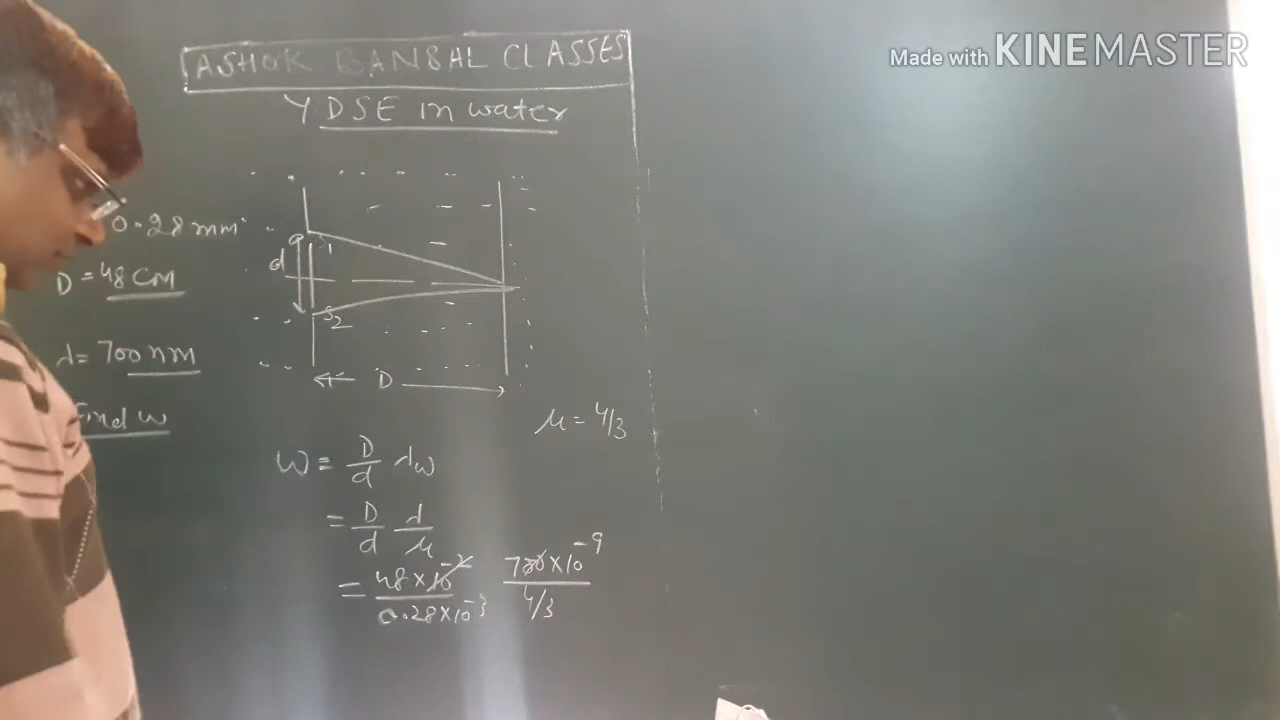 Made with KINEMASTER
ASHOK BANSAL CLASSES
YDSE in water
0.28 mm
D = 48 cm
λ = 700 nm
Find w
S1
d
S2
D
μ = 4/3
W = D/d λw
= D/d λ/μ
= 48×10^-2/0.28×10^-3 700×10^-9/4/3